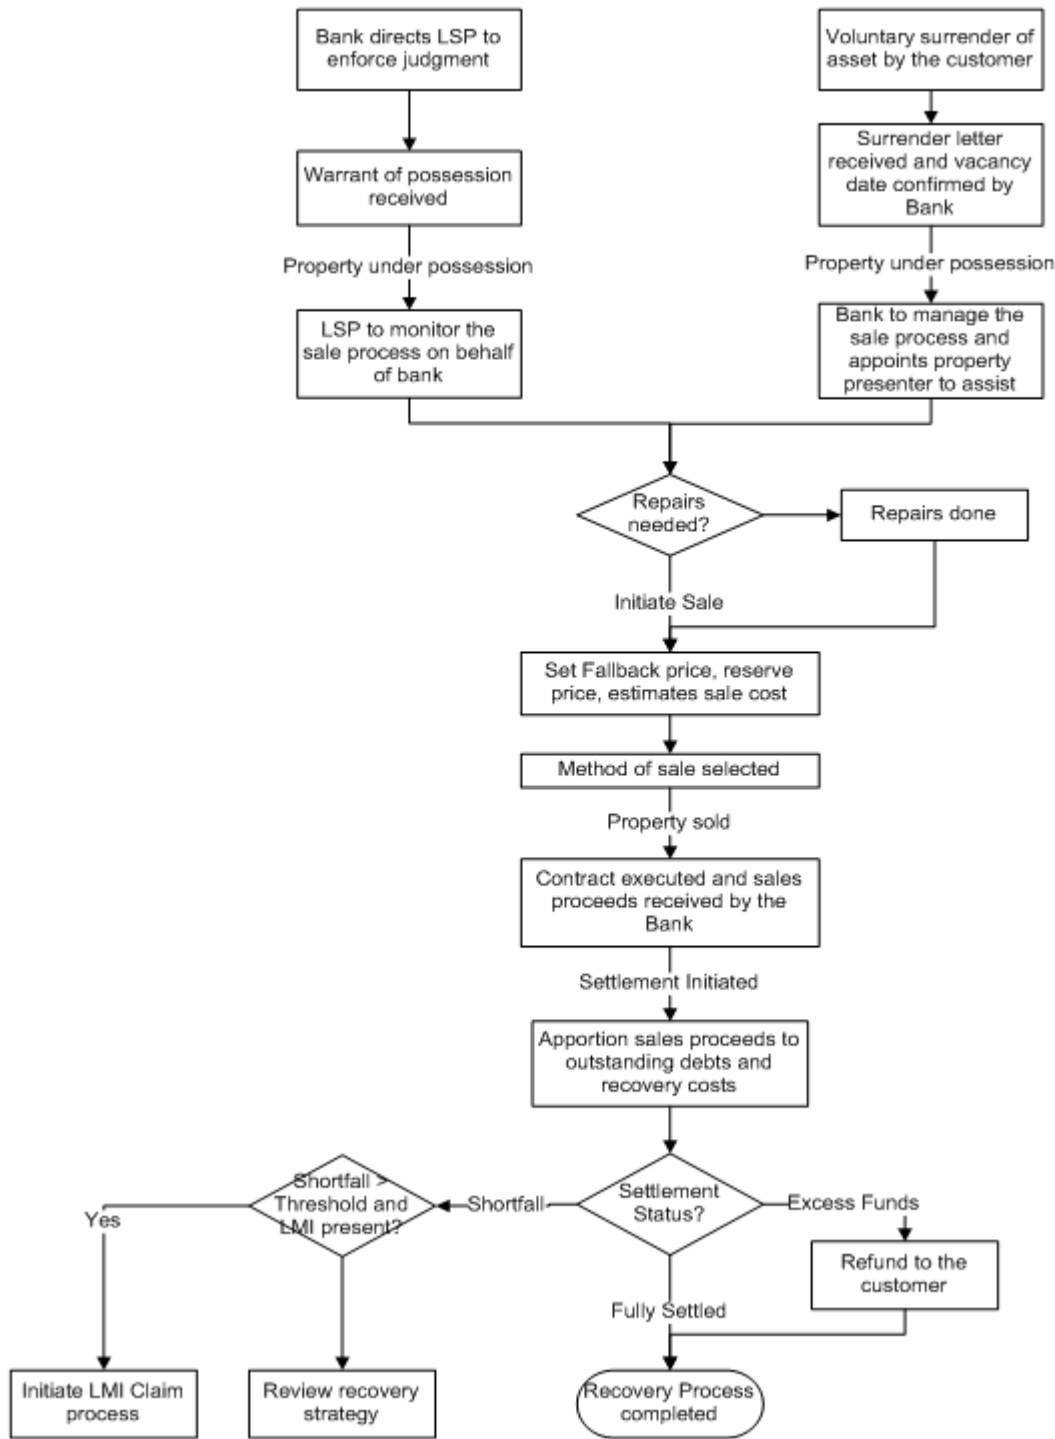 Bank directs LSP to
enforce judgment
Voluntary surrender of
asset by the customer
Warrant of possession
received
Surrender letter
received and vacancy
date confirmed by
Bank
Property under possession
Property under possession
LSP to monitor the
sale process on behalf
of bank
Bank to manage the
sale process and
appoints property
presenter to assist
Repairs
needed?
Repairs done
Initiate Sale
Set Fallback price, reserve
price, estimates sale cost
Method of sale selected
Property sold
Contract executed and sales
proceeds received by the
Bank
Settlement Initiated
Apportion sales proceeds to
outstanding debts and
recovery costs
Settlement
Status?
Shortfall
Excess Funds
Shortfall >
Threshold and
LMI present?
Yes
Refund to the
customer
Fully Settled
Initiate LMI Claim
process
Review recovery
strategy
Recovery Process
completed